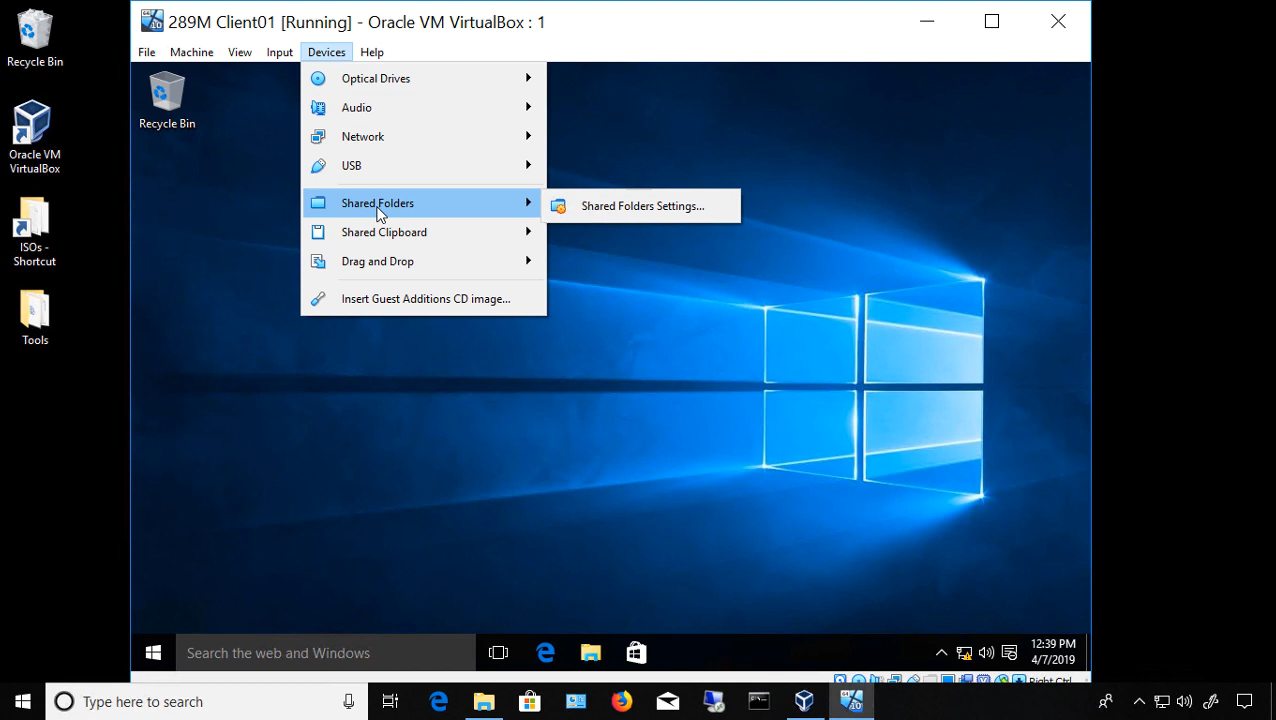 Recycle Bin
Oracle VM
VirtualBox
ISOs -
Shortcut
Tools
289M Client01 [Running] - Oracle VM VirtualBox : 1
File Machine View Input Devices Help
Recycle Bin
Optical Drives
Audio
Network
USB
Shared Folders
Shared Folders Settings...
Shared Clipboard
Drag and Drop
Insert Guest Additions CD image...
Search the web and Windows
12:39 PM
4/7/2019
Right Ctrl
Type here to search